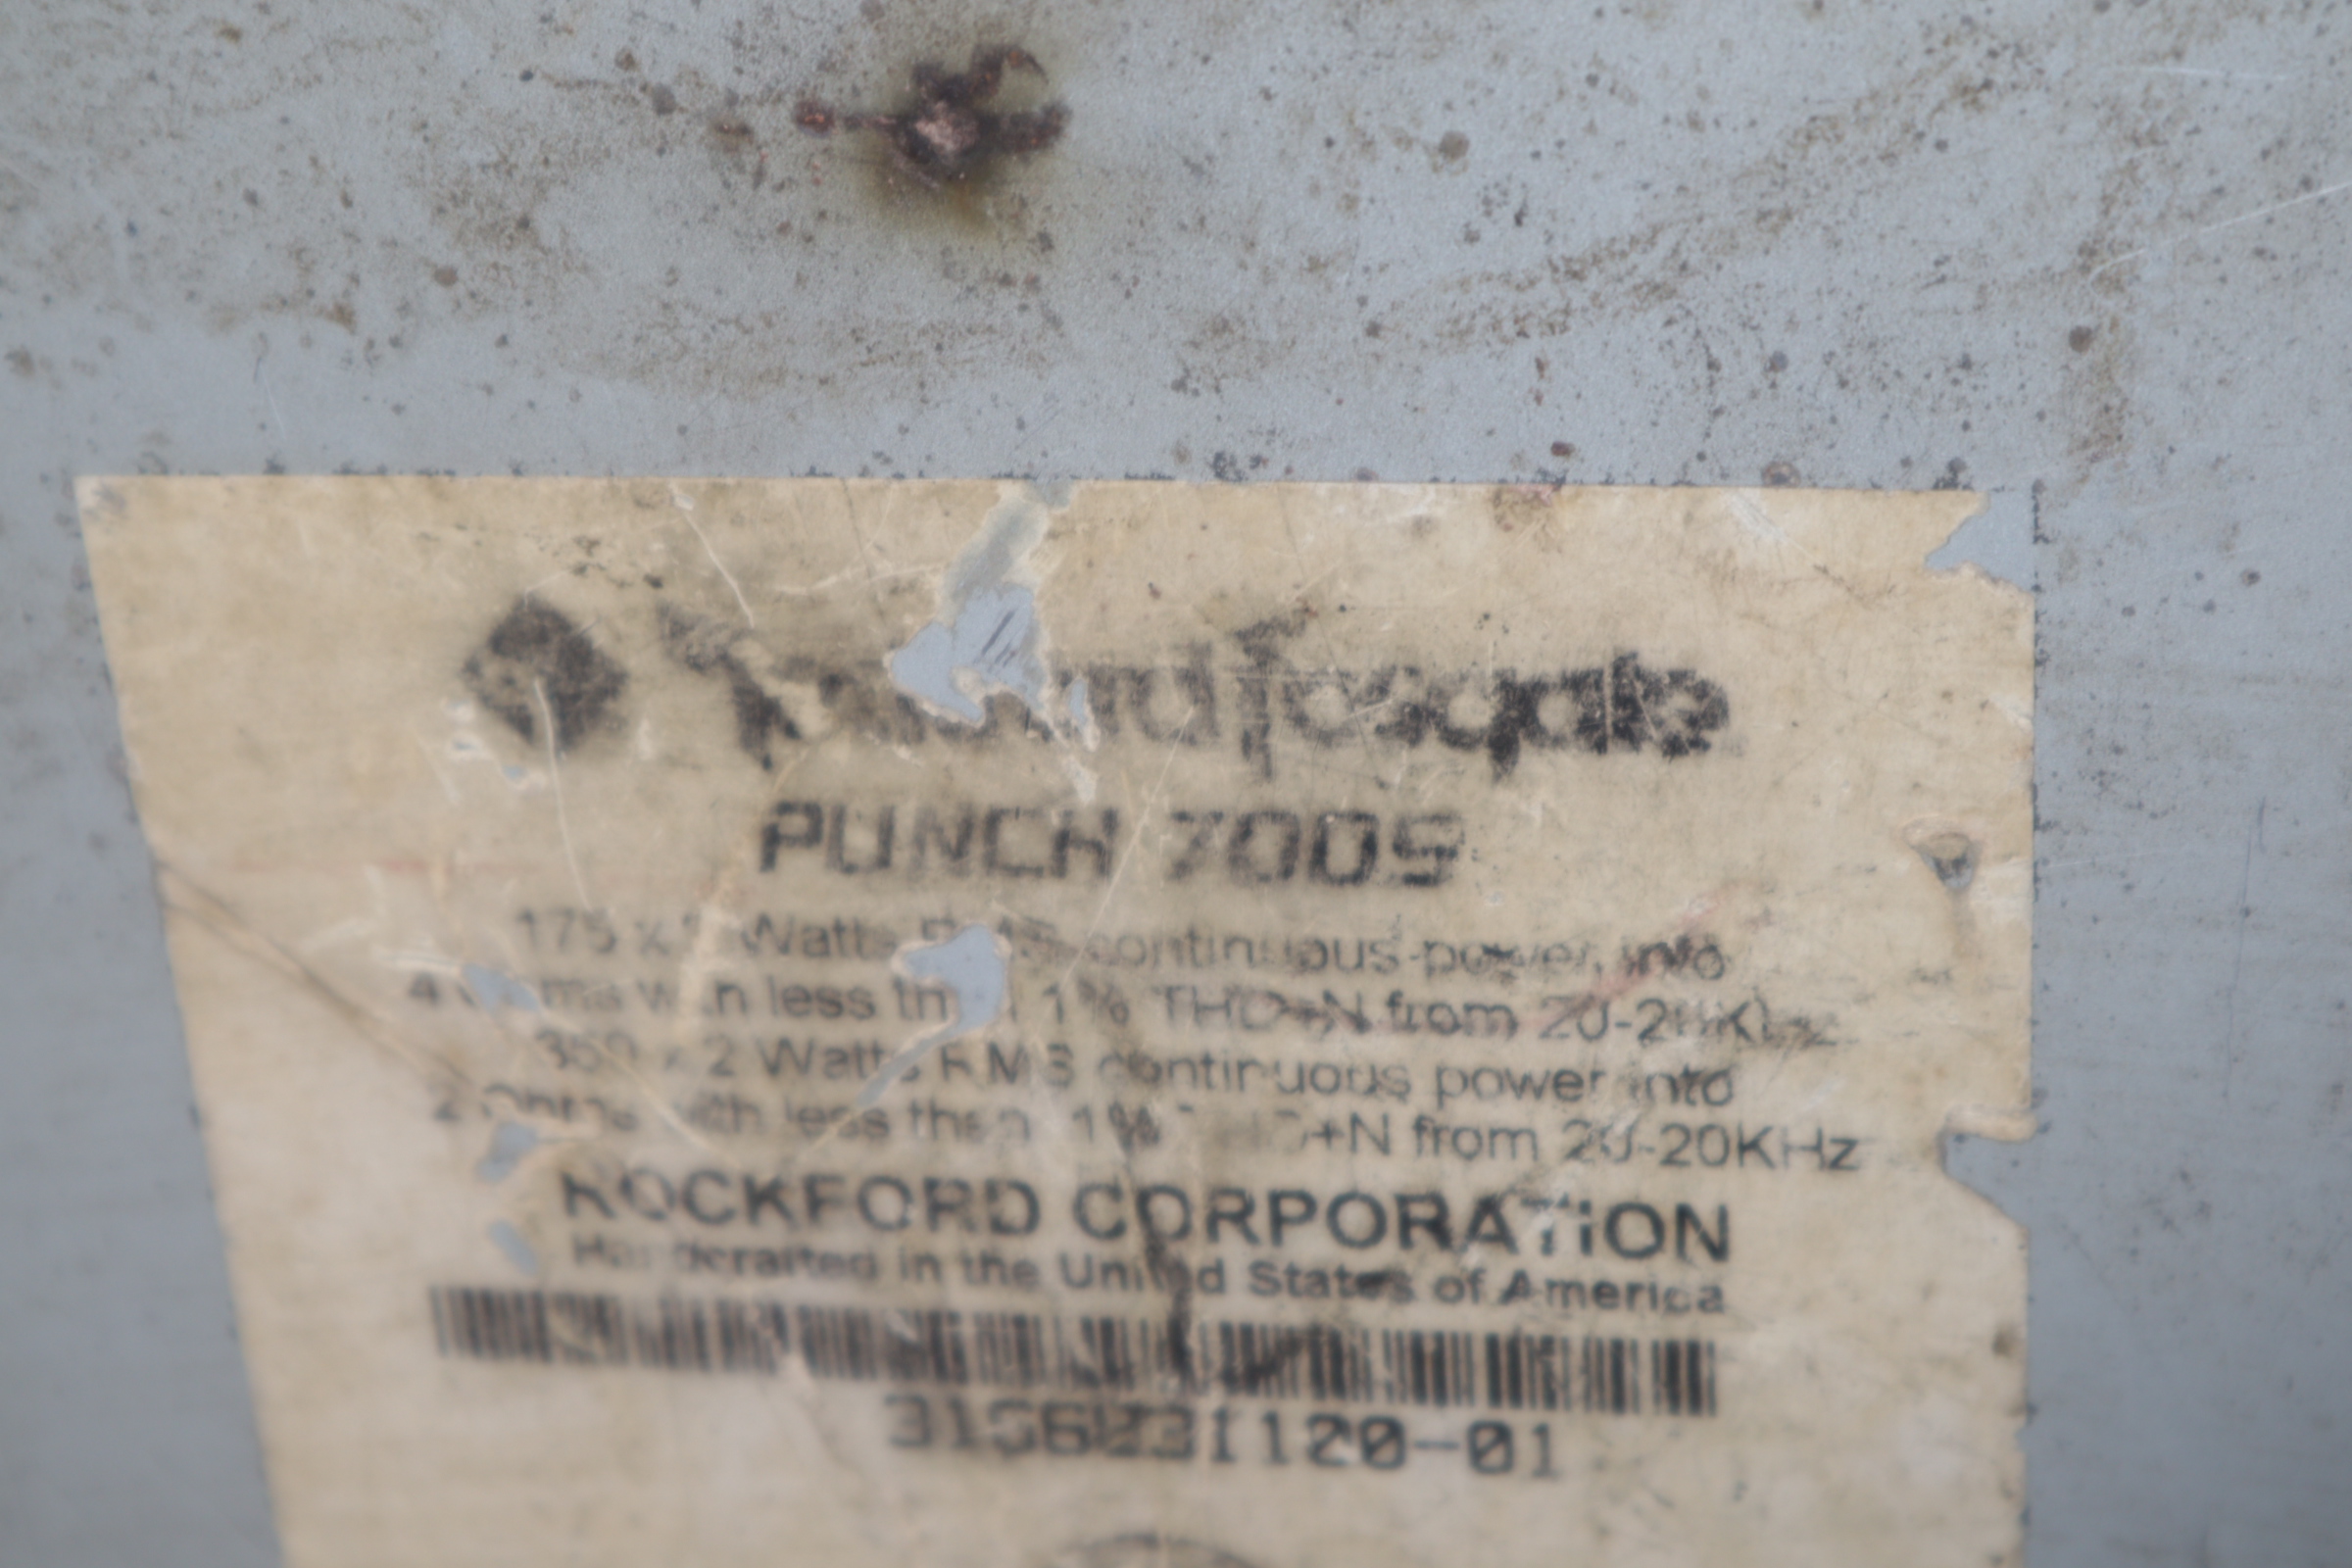 rockford fosgate
PUNCH 700S
175 x 2 Watts RMS continuous power into
4 Ohms with less than .1% THD+N from 20-20KHz
350 x 2 Watts RMS continuous power into
2 Ohms with less than .1% THD+N from 20-20KHz
ROCKFORD CORPORATION
Handcrafted in the United States of America